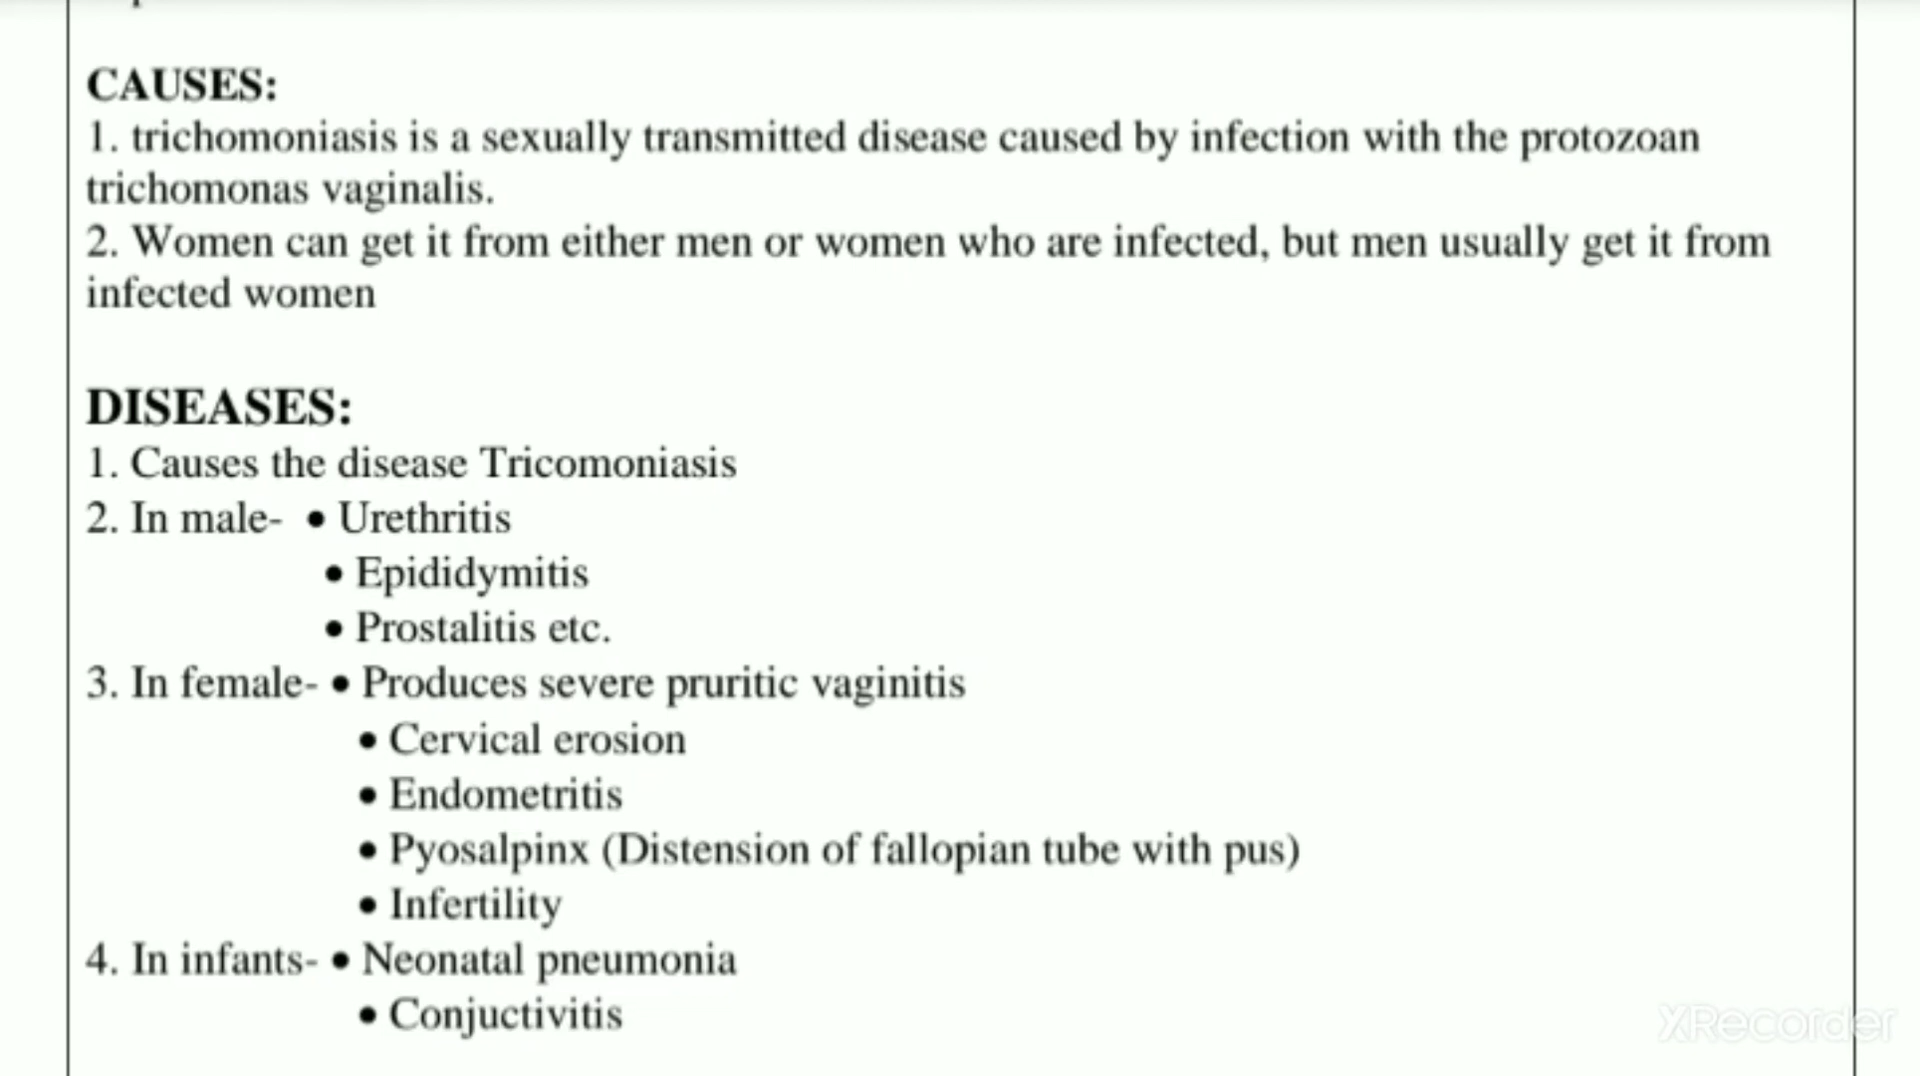 CAUSES:
1. trichomoniasis is a sexually transmitted disease caused by infection with the protozoan
trichomonas vaginalis.
2. Women can get it from either men or women who are infected, but men usually get it from
infected women
DISEASES:
1. Causes the disease Tricomoniasis
2. In male- • Urethritis
• Epididymitis
• Prostalitis etc.
3. In female- • Produces severe pruritic vaginitis
• Cervical erosion
• Endometritis
• Pyosalpinx (Distension of fallopian tube with pus)
• Infertility
4. In infants- • Neonatal pneumonia
• Conjuctivitis
XRecorder